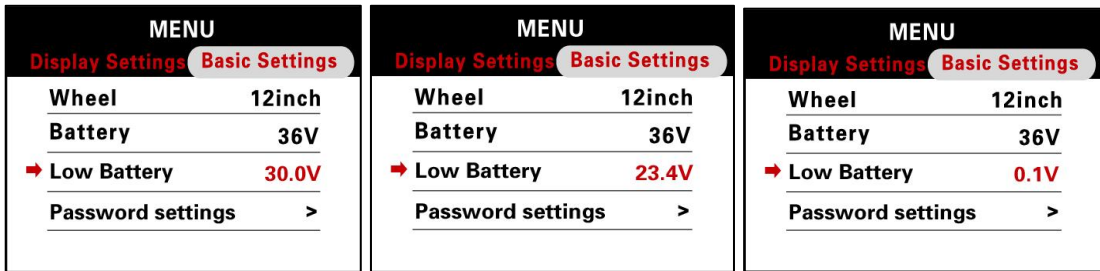 MENU
Display Settings Basic Settings
Wheel 12inch
Battery 36V
Low Battery 30.0V
Password settings >
MENU
Display Settings Basic Settings
Wheel 12inch
Battery 36V
Low Battery 23.4V
Password settings >
MENU
Display Settings Basic Settings
Wheel 12inch
Battery 36V
Low Battery 0.1V
Password settings >